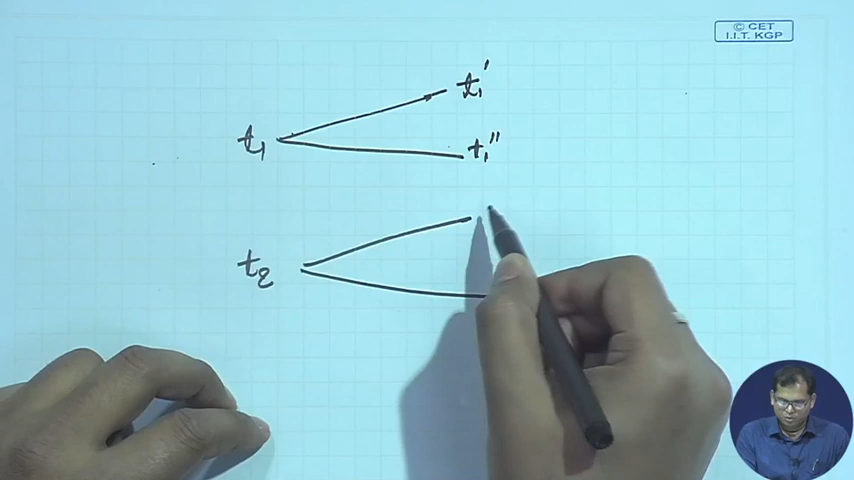 © CET
I.I.T. KGP
t₁'
t₁
t₁''
t₂